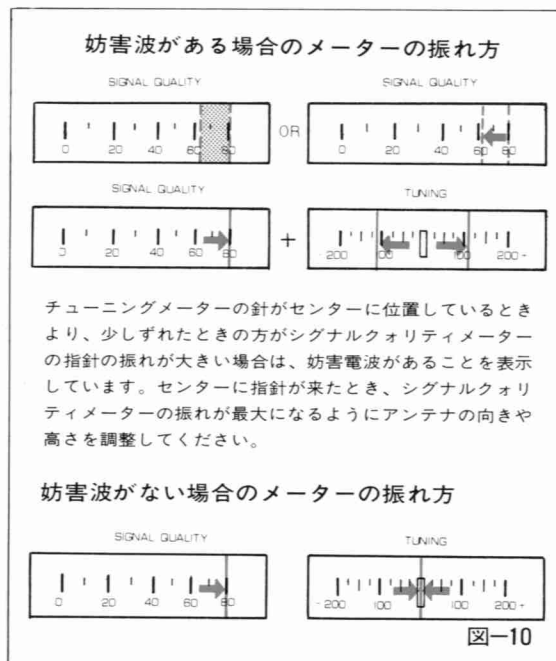 妨害波がある場合のメーターの振れ方
SIGNAL QUALITY
0 20 40 60 80
OR
SIGNAL QUALITY
0 20 40 60 80
SIGNAL QUALITY
0 20 40 60 80
+
TUNING
-200 100 100 200+
チューニングメーターの針がセンターに位置しているとき
より、少しずれたときの方がシグナルクォリティメーター
の指針の振れが大きい場合は、妨害電波があることを表示
しています。センターに指針が来たとき、シグナルクォリ
ティメーターの振れが最大になるようにアンテナの向きや
高さを調整してください。
妨害波がない場合のメーターの振れ方
SIGNAL QUALITY
0 20 40 60 80
TUNING
-200 100 100 200+
図—10